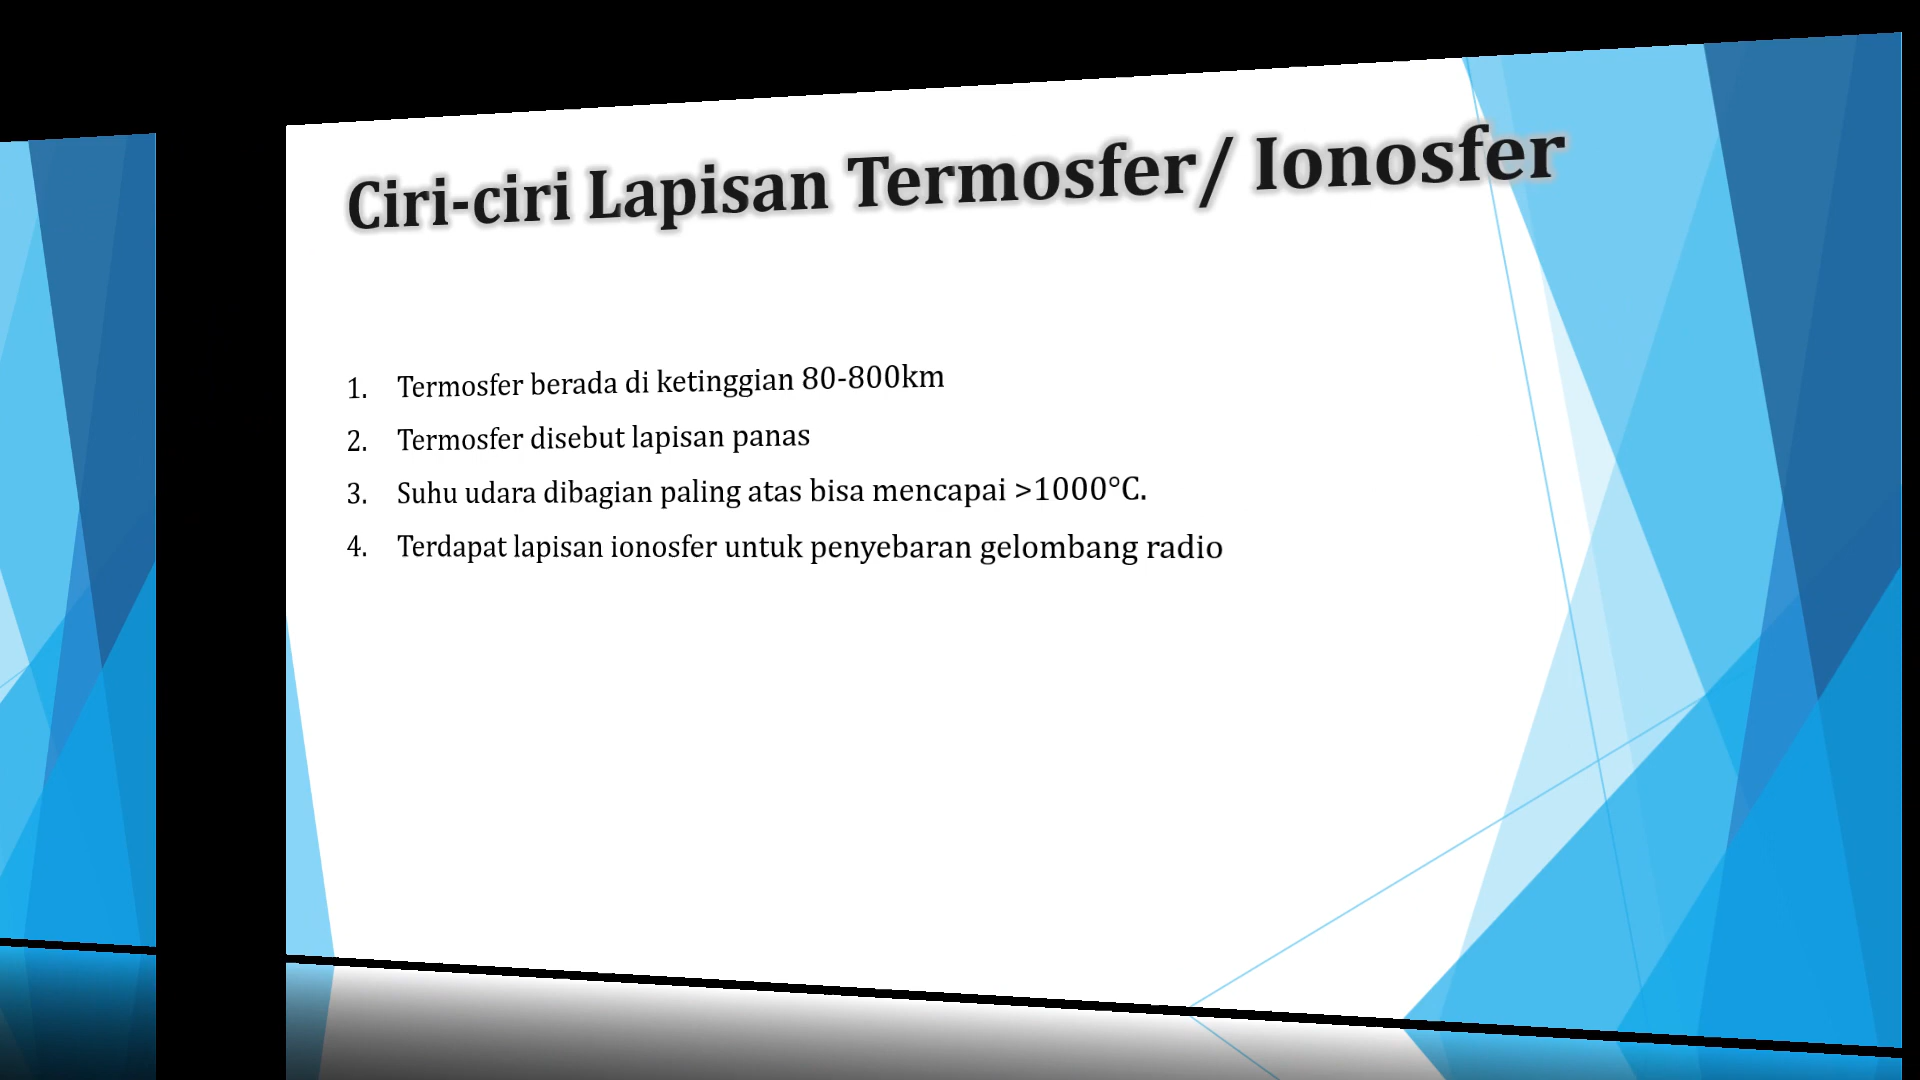 Ciri-ciri Lapisan Termosfer/ Ionosfer
1. Termosfer berada di ketinggian 80-800km
2. Termosfer disebut lapisan panas
3. Suhu udara dibagian paling atas bisa mencapai >1000°C.
4. Terdapat lapisan ionosfer untuk penyebaran gelombang radio